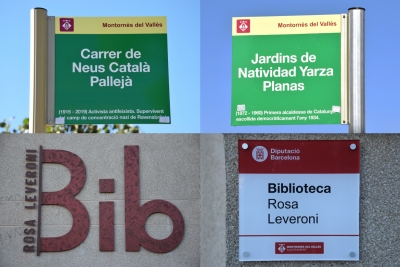 Montornès del Vallès
Carrer de
Neus Català
Pallejà
(1915 - 2019) Activista antifeixista. Supervivent
camp de concentració nazi de Ravensbrück
Montornès del Vallès
Jardins de
Natividad Yarza
Planas
(1872 - 1960) Primera alcaldessa de Catalunya
escollida democràticament l'any 1934.
ROSA LEVERONI
Bib
Diputació
Barcelona
Biblioteca
Rosa
Leveroni
MONTORNÈS DEL VALLÈS